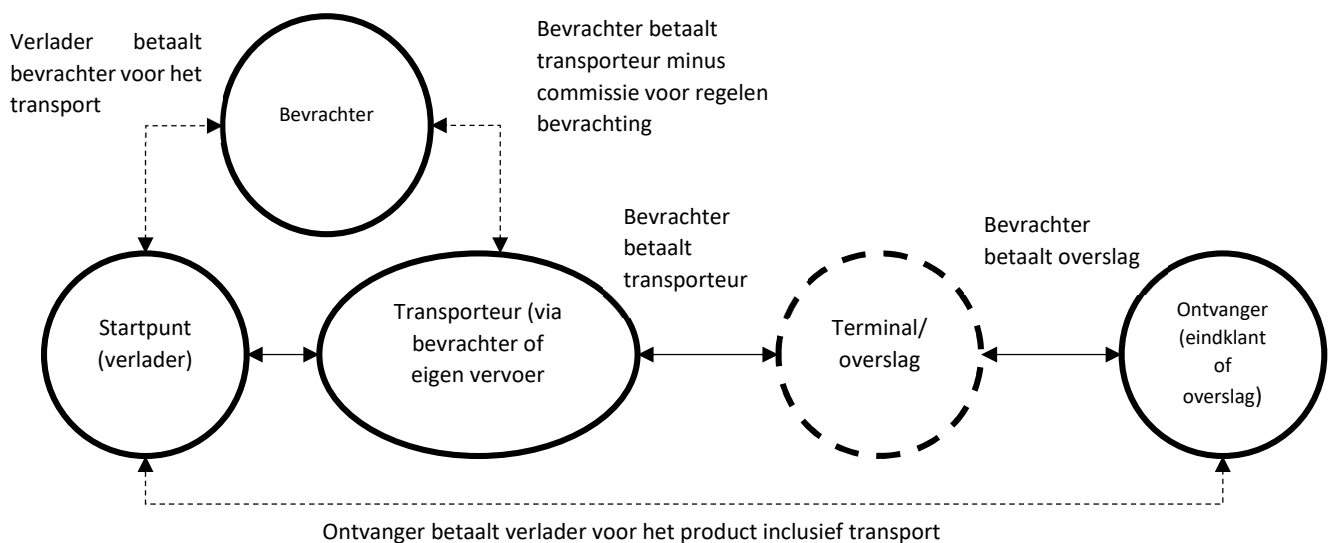 Verlader betaalt
bevrachter voor het
transport
Bevrachter
Bevrachter betaalt
transporteur minus
commissie voor regelen
bevrachting
Bevrachter
betaalt
transporteur
Bevrachter
betaalt overslag
Startpunt
(verlader)
Transporteur (via
bevrachter of
eigen vervoer
Terminal/
overslag
Ontvanger
(eindklant
of
overslag)
Ontvanger betaalt verlader voor het product inclusief transport